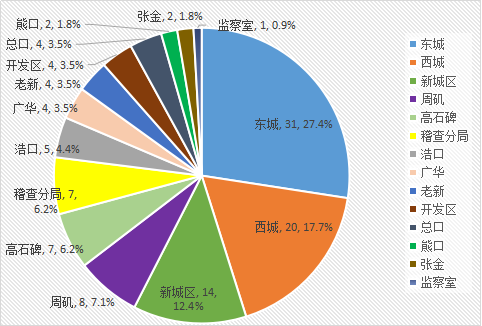 东城, 31, 27.4%
西城, 20, 17.7%
新城区, 14,
12.4%
周矶, 8, 7.1%
高石碑, 7, 6.2%
稽查分局, 7,
6.2%
浩口, 5, 4.4%
广华, 4, 3.5%
老新, 4, 3.5%
开发区, 4, 3.5%
总口, 4, 3.5%
熊口, 2, 1.8%
张金, 2, 1.8%
监察室, 1, 0.9%
东城
西城
新城区
周矶
高石碑
稽查分局
浩口
广华
老新
开发区
总口
熊口
张金
监察室